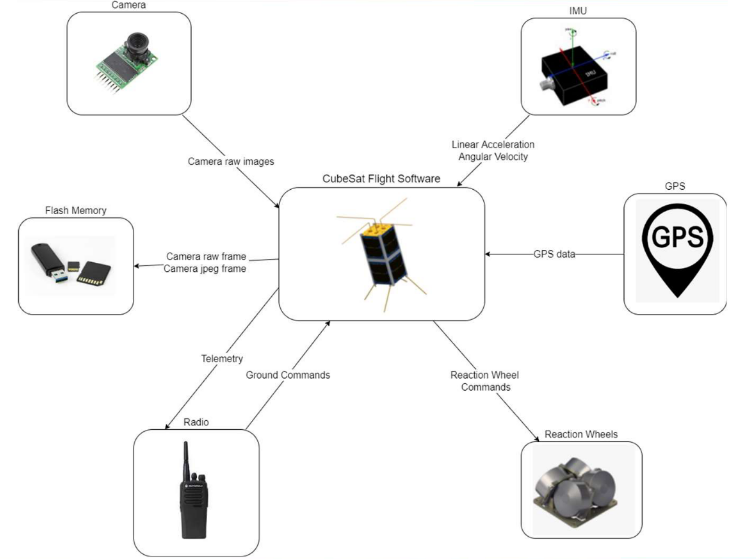 Camera
IMU
IMU
Linear Acceleration
Angular Velocity
Camera raw images
CubeSat Flight Software
GPS
GPS
Flash Memory
Camera raw frame
Camera jpeg frame
GPS data
Telemetry
Ground Commands
Reaction Wheel
Commands
Radio
Reaction Wheels